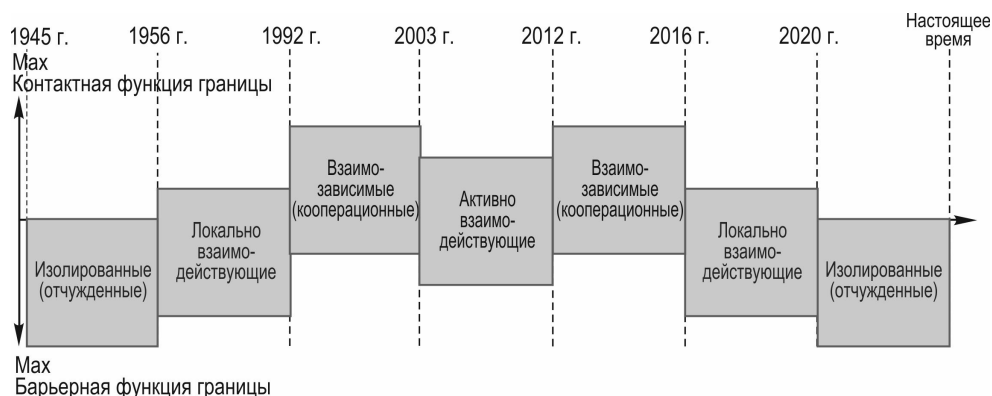 1945 г. 1956 г. 1992 г. 2003 г. 2012 г. 2016 г. 2020 г. Настоящее
время
Max
Контактная функция границы
Взаимо-
зависимые
(кооперационные)
Взаимо-
зависимые
(кооперационные)
Активно
взаимо-
действующие
Локально
взаимо-
действующие
Локально
взаимо-
действующие
Изолированные
(отчужденные)
Изолированные
(отчужденные)
Max
Барьерная функция границы